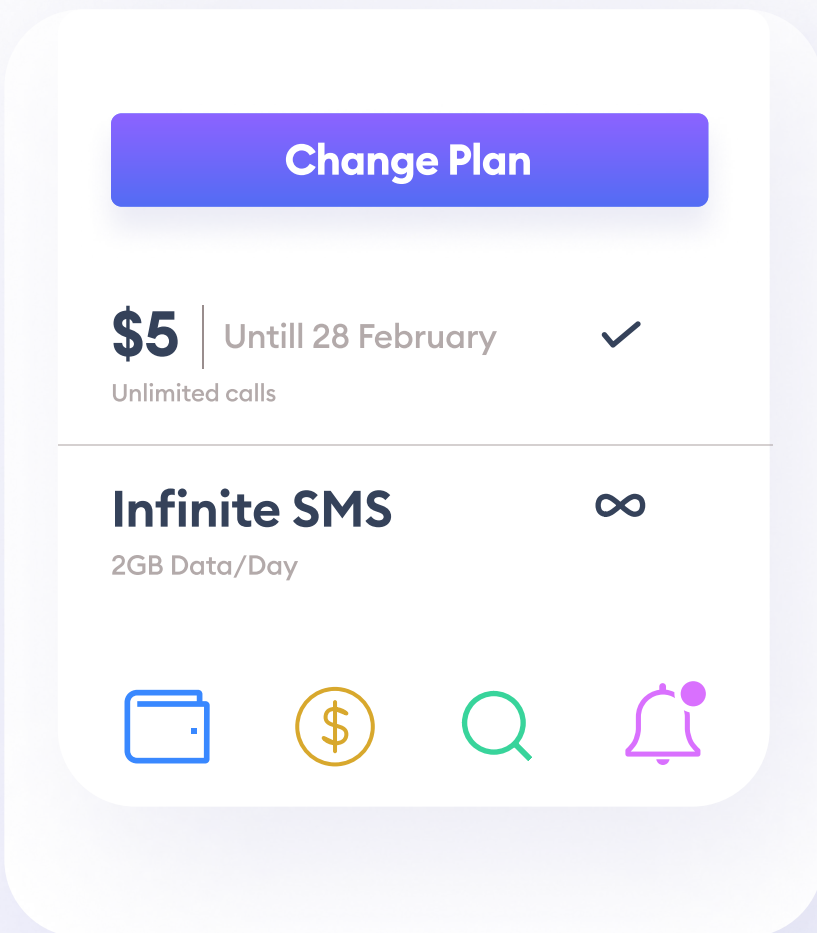 Change Plan
$5 Untill 28 February
Unlimited calls
Infinite SMS
2GB Data/Day
$